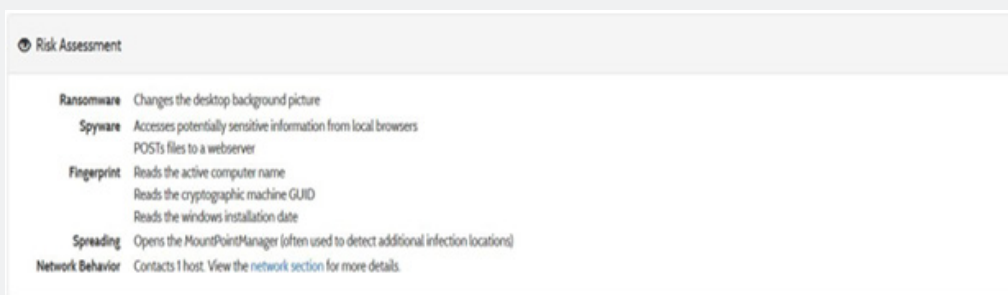 Risk Assessment
Ransomware Changes the desktop background picture
Spyware Accesses potentially sensitive information from local browsers
POSTs files to a webserver
Fingerprint Reads the active computer name
Reads the cryptographic machine GUID
Reads the windows installation date
Spreading Opens the MountPointManager (often used to detect additional infection locations)
Network Behavior Contacts 1 host. View the network section for more details.